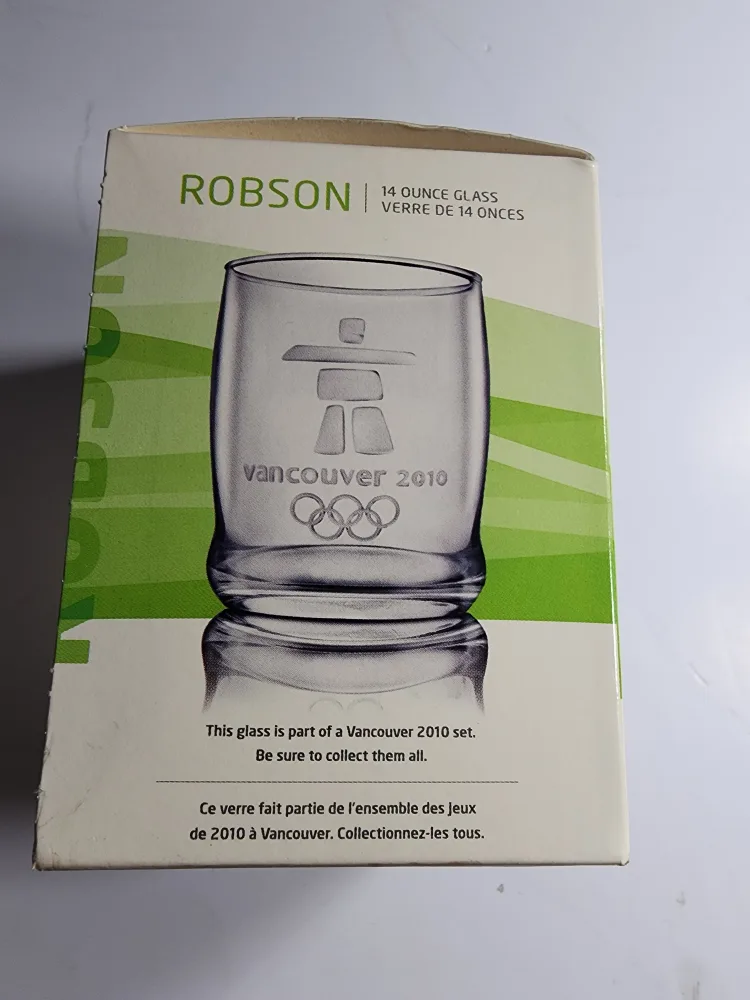 ROBSON
14 OUNCE GLASS
VERRE DE 14 ONCES
ROBSON
vancouver 2010
This glass is part of a Vancouver 2010 set.
Be sure to collect them all.
Ce verre fait partie de l'ensemble des Jeux
de 2010 à Vancouver. Collectionnez-les tous.